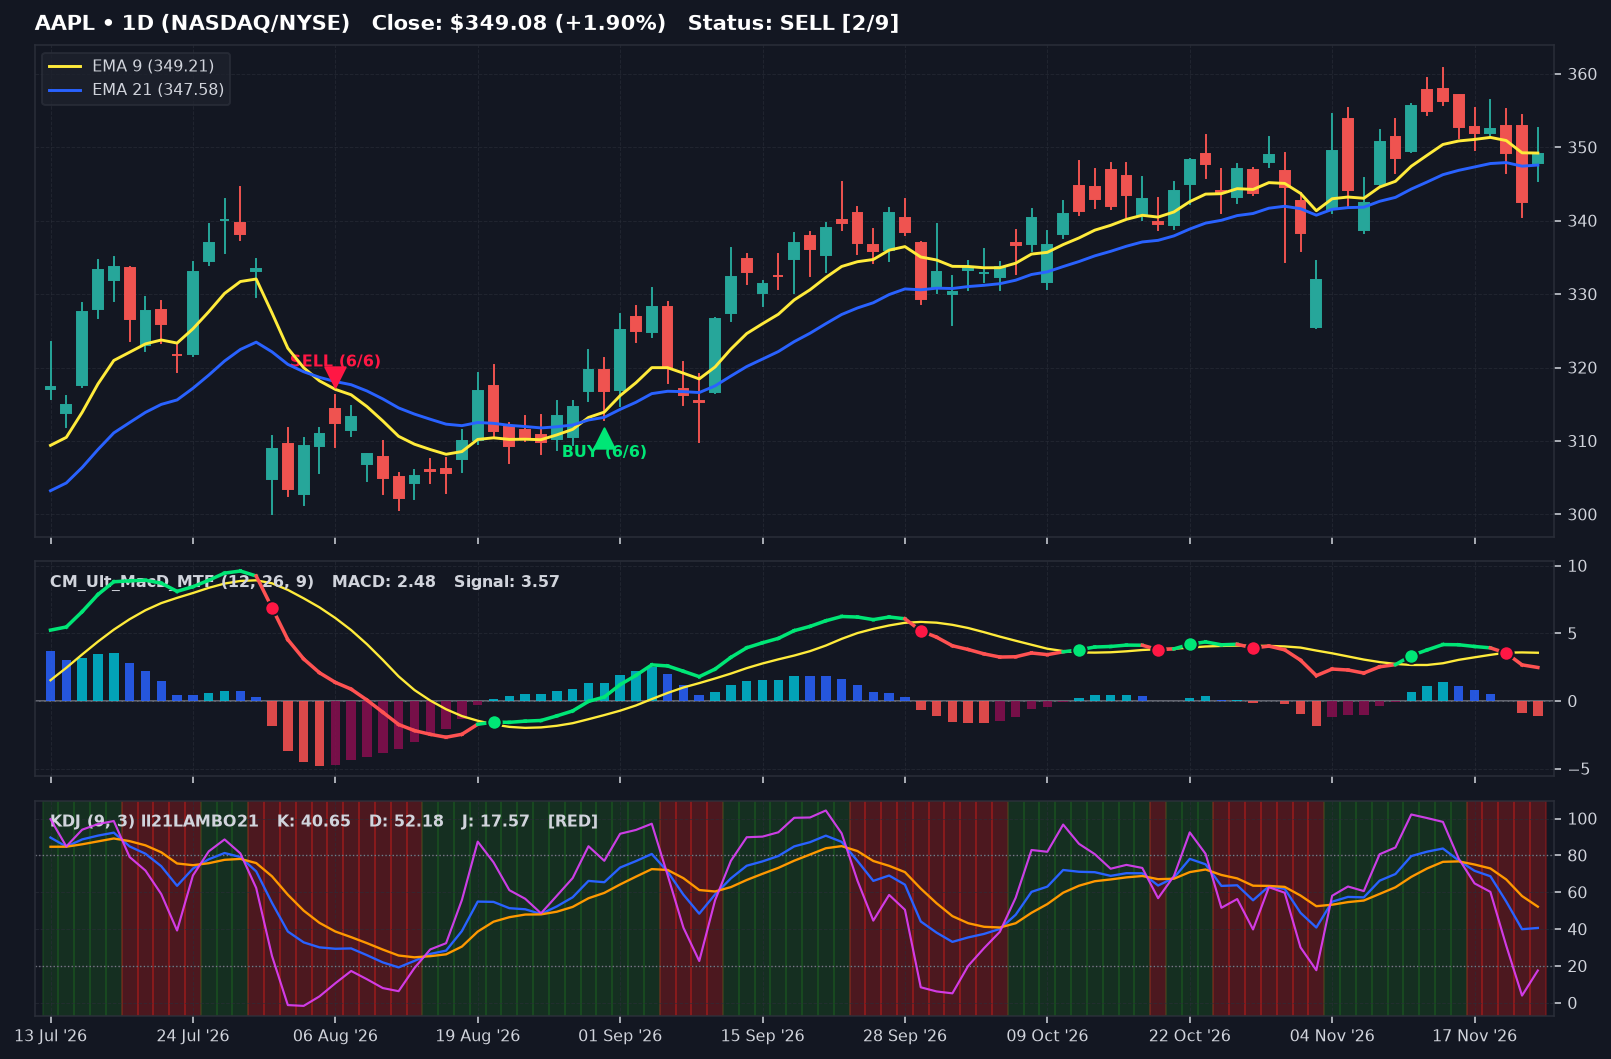 AAPL • 1D (NASDAQ/NYSE)   Close: $349.08 (+1.90%)   Status: SELL [2/9]
EMA 9 (349.21)
EMA 21 (347.58)
360
350
340
330
320
310
300
SELL (6/6)
BUY (6/6)
CM_Ult_MacD_MTF (12, 26, 9)   MACD: 2.48   Signal: 3.57
10
5
0
−5
KDJ (9, 3) II21LAMBO21   K: 40.65   D: 52.18   J: 17.57   [RED]
100
80
60
40
20
0
13 Jul '26
24 Jul '26
06 Aug '26
19 Aug '26
01 Sep '26
15 Sep '26
28 Sep '26
09 Oct '26
22 Oct '26
04 Nov '26
17 Nov '26